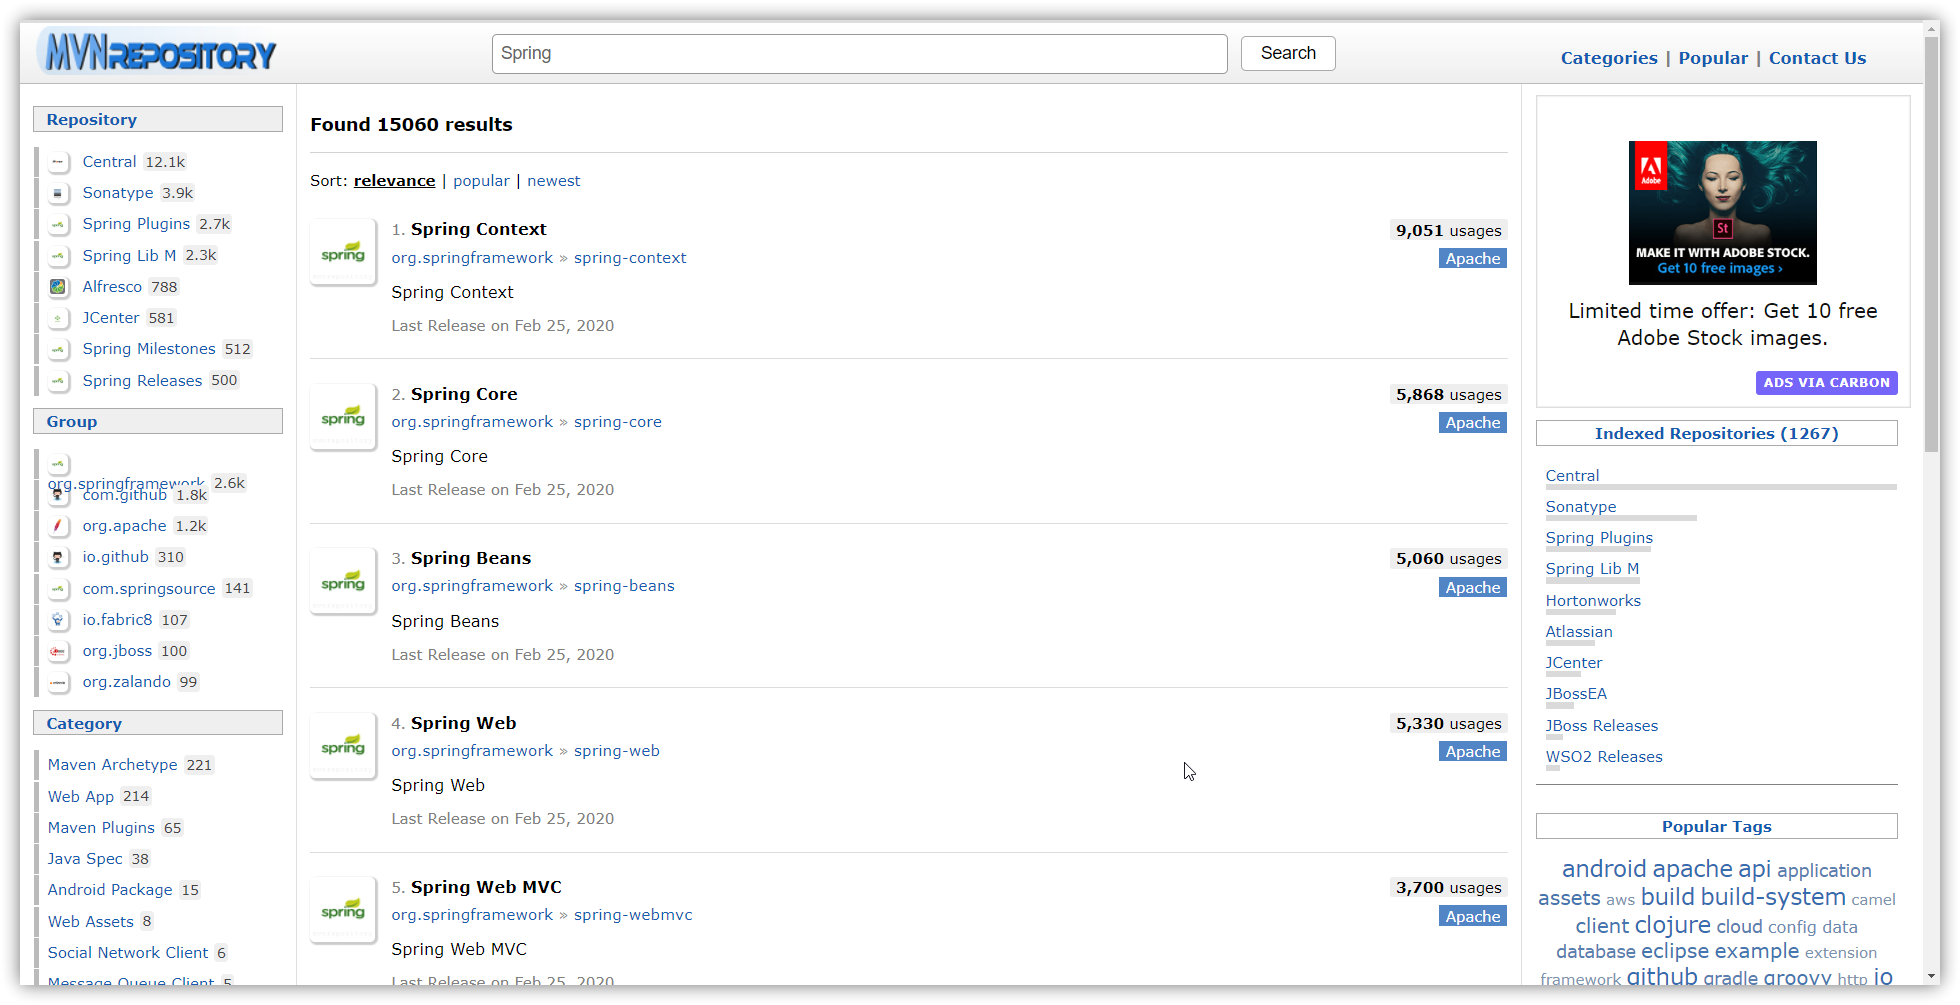 MVNREPOSITORY
Spring
Search
Categories | Popular | Contact Us
Repository
Central 12.1k
Sonatype 3.9k
Spring Plugins 2.7k
Spring Lib M 2.3k
Alfresco 788
JCenter 581
Spring Milestones 512
Spring Releases 500
Group
org.springframework 2.6k
com.github 1.8k
org.apache 1.2k
io.github 310
com.springsource 141
io.fabric8 107
org.jboss 100
org.zalando 99
Category
Maven Archetype 221
Web App 214
Maven Plugins 65
Java Spec 38
Android Package 15
Web Assets 8
Social Network Client 6
Message Queue Client 5
Found 15060 results
Sort: relevance | popular | newest
spring
1. Spring Context
9,051 usages
org.springframework » spring-context
Apache
Spring Context
Last Release on Feb 25, 2020
spring
2. Spring Core
5,868 usages
org.springframework » spring-core
Apache
Spring Core
Last Release on Feb 25, 2020
spring
3. Spring Beans
5,060 usages
org.springframework » spring-beans
Apache
Spring Beans
Last Release on Feb 25, 2020
spring
4. Spring Web
5,330 usages
org.springframework » spring-web
Apache
Spring Web
Last Release on Feb 25, 2020
spring
5. Spring Web MVC
3,700 usages
org.springframework » spring-webmvc
Apache
Spring Web MVC
Last Release on Feb 25, 2020
Adobe
St
MAKE IT WITH ADOBE STOCK.
Get 10 free images ›
Limited time offer: Get 10 free
Adobe Stock images.
ADS VIA CARBON
Indexed Repositories (1267)
Central
Sonatype
Spring Plugins
Spring Lib M
Hortonworks
Atlassian
JCenter
JBossEA
JBoss Releases
WSO2 Releases
Popular Tags
android apache api application
assets aws build build-system camel
client clojure cloud config data
database eclipse example extension
framework github gradle groovy http io